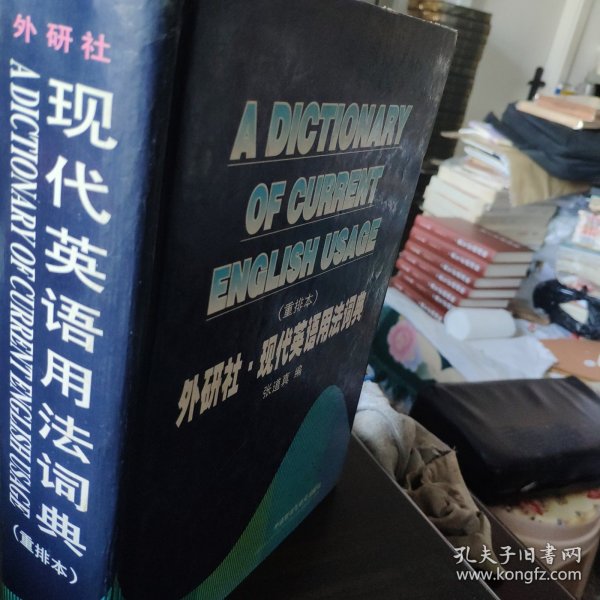 外研社
现代英语用法词典
(重排本)
A DICTIONARY OF CURRENT ENGLISH USAGE
A DICTIONARY
OF CURRENT
ENGLISH USAGE
(重排本)
外研社·现代英语用法词典
张道真 编
孔夫子旧书网
www.kongfz.com